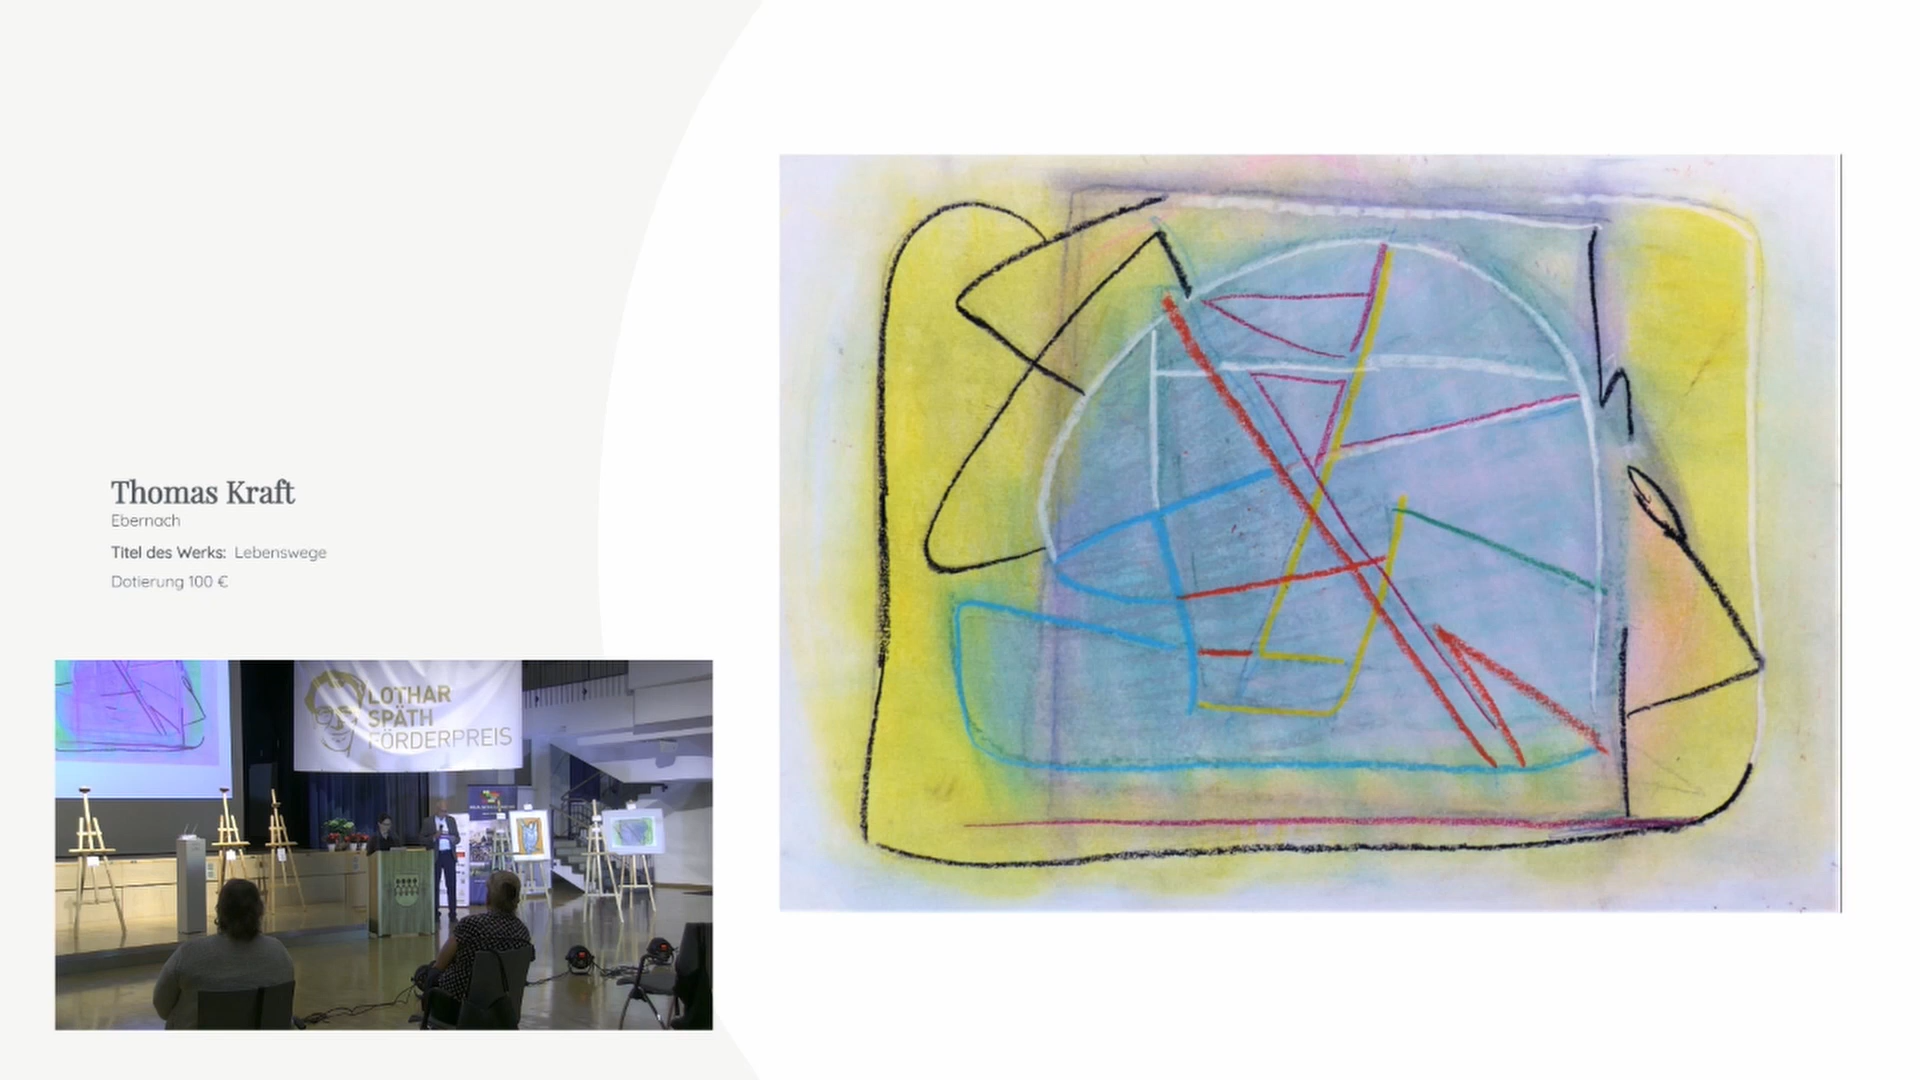 Thomas Kraft
Ebernach
Titel des Werks: Lebenswege
Dotierung 100 €
LOTHAR
SPÄTH
FÖRDERPREIS